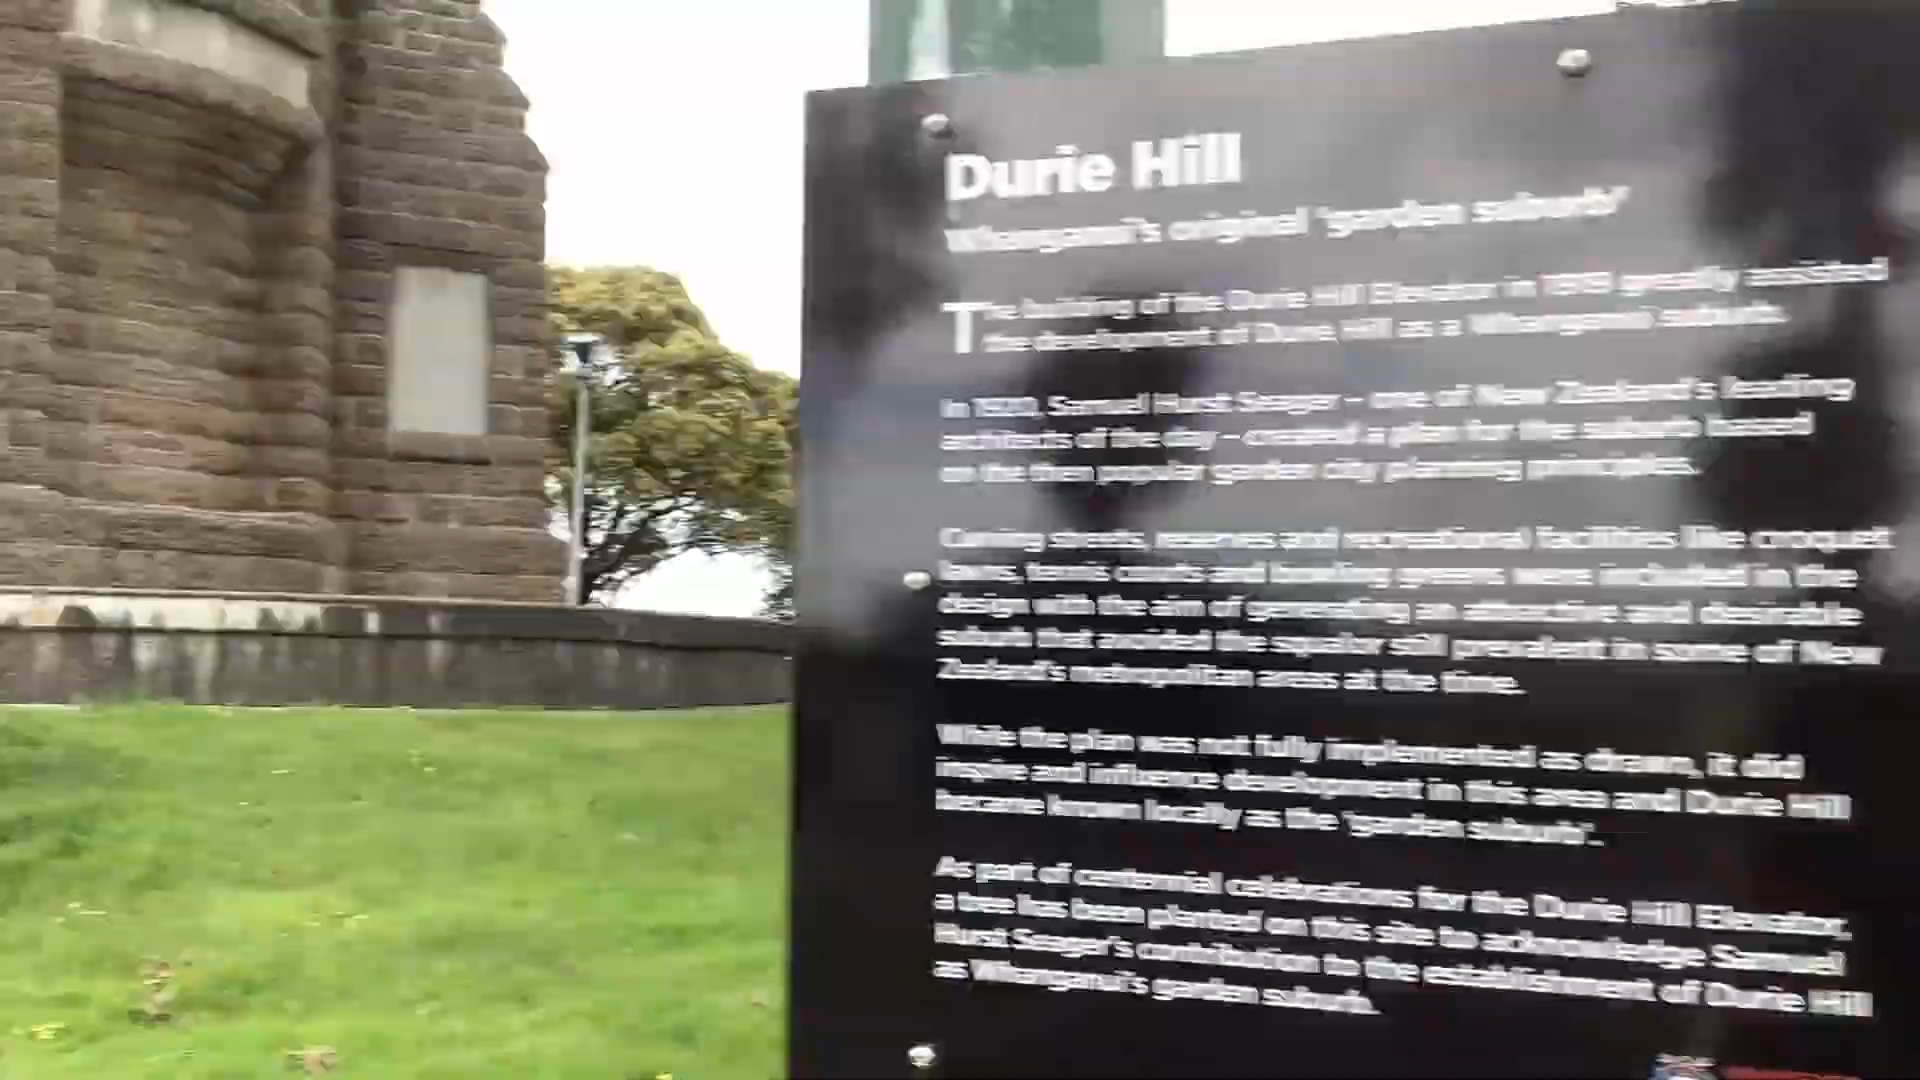 Durie Hill
Whanganui's original 'garden suburb'
The building of the Durie Hill Elevator in 1919 greatly assisted
the development of Durie Hill as a Whanganui suburb.
In 1920, Samuel Hurst Seager - one of New Zealand's leading
architects of the day - created a plan for the suburb based
on the then popular garden city planning principles.
Curving streets, reserves and recreational facilities like croquet
lawns, tennis courts and bowling greens were included in the
design with the aim of generating an attractive and desirable
suburb that avoided the squalor still prevalent in some of New
Zealand's metropolitan areas at the time.
While the plan was not fully implemented as drawn, it did
inspire and influence development in this area and Durie Hill
became known locally as the 'garden suburb'.
As part of centennial celebrations for the Durie Hill Elevator,
a tree has been planted on this site to acknowledge Samuel
Hurst Seager's contribution to the establishment of Durie Hill
as Whanganui's garden suburb.